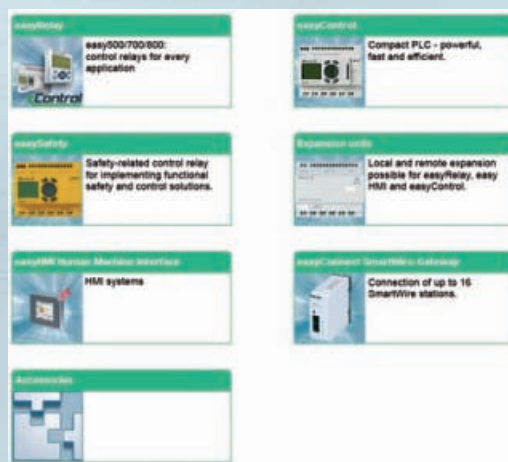 easyRelay
easy500/700/800:
control relays for every
application
Control
easyControl
Compact PLC - powerful,
fast and efficient.
easySafety
Safety-related control relay
for implementing functional
safety and control solutions.
Expansion units
Local and remote expansion
possible for easyRelay, easy
HMI and easyControl.
easyHMI Human Machine Interface
HMI systems
easyConnect SmartWire-Gateway
Connection of up to 16
SmartWire stations.
Accessories